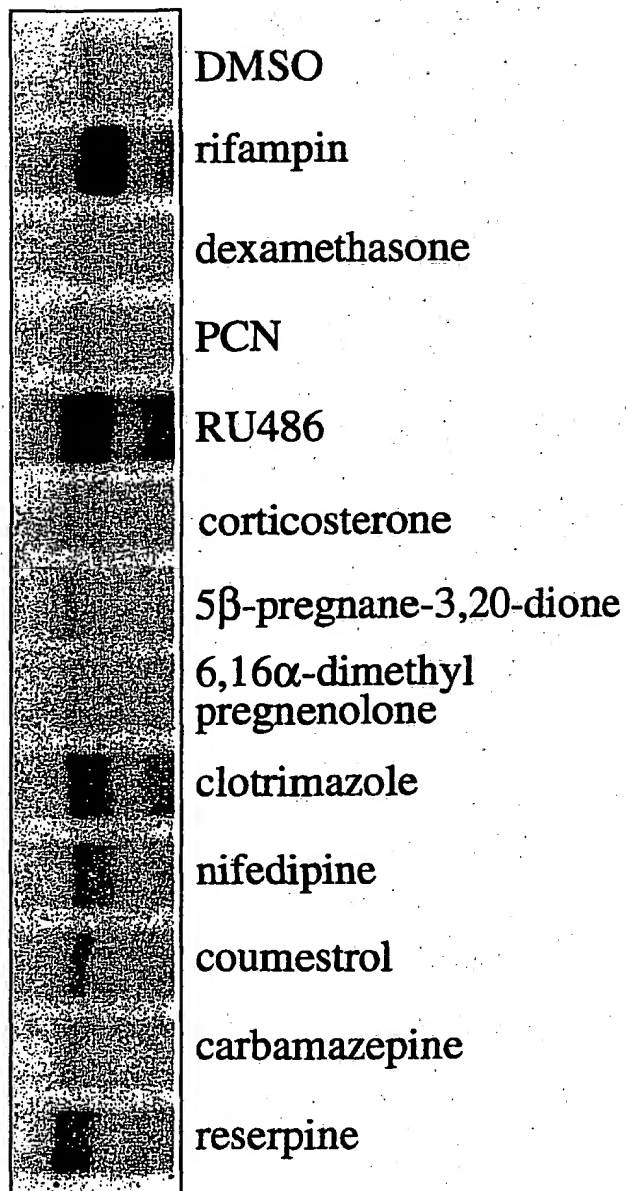 DMSO
rifampin
dexamethasone
PCN
RU486
corticosterone
5β-pregnane-3,20-dione
6,16α-dimethyl
pregnenolone
clotrimazole
nifedipine
coumestrol
carbamazepine
reserpine